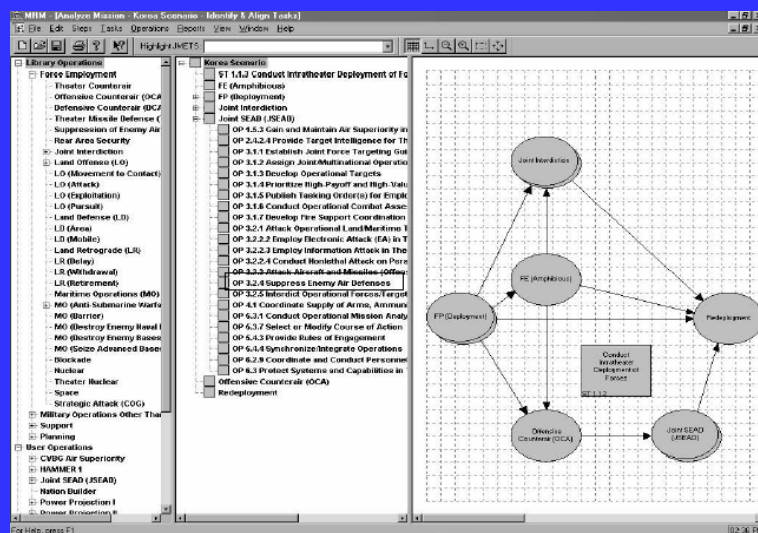 MRM - [Analyze Mission - Korea Scenario - Identify & Align Tasks]
File Edit Steps Tasks Operations Reports View Window Help
Highlight JMETS
Library Operations
Force Employment
Theater Counterair
Offensive Counterair (OCA)
Defensive Counterair (DCA
Theater Missile Defense (
Suppression of Enemy Air
Rear Area Security
Joint Interdiction
Land Offense (LO)
LO (Movement to Contact)
LO (Attack)
LO (Exploitation)
LO (Pursuit)
Land Defense (LD)
LD (Area)
LD (Mobile)
Land Retrograde (LR)
LR (Delay)
LR (Withdrawal)
LR (Retirement)
Maritime Operations (MO)
MO (Anti-Submarine Warfa
MO (Barrier)
MO (Destroy Enemy Naval
MO (Destroy Enemy Bases
MO (Seize Advanced Base
Blockade
Nuclear
Theater Nuclear
Space
Strategic Attack (COG)
Military Operations Other Tha
Support
Planning
User Operations
CVBG Air Superiority
HAMMER 1
Joint SEAD (JSEAD)
Nation Builder
Power Projection I
Power Projection II
Korea Scenario
ST 1.1.3 Conduct Intratheater Deployment of Fo
FE (Amphibious)
FP (Deployment)
Joint Interdiction
Joint SEAD (JSEAD)
OP 1.5.3 Gain and Maintain Air Superiority in
OP 2.4.2.4 Provide Target Intelligence for Th
OP 3.1.1 Establish Joint Force Targeting Gui
OP 3.1.2 Assign Joint/Multinational Operatio
OP 3.1.3 Develop Operational Targets
OP 3.1.4 Prioritize High-Payoff and High-Valu
OP 3.1.5 Publish Tasking Order(s) for Employ
OP 3.1.6 Conduct Operational Combat Asse
OP 3.1.7 Develop Fire Support Coordination
OP 3.2.1 Attack Operational Land/Maritime T
OP 3.2.2.2 Employ Electronic Attack (EA) in T
OP 3.2.2.3 Employ Information Attack in The
OP 3.2.2.4 Conduct Nonlethal Attack on Pers
OP 3.2.3 Attack Aircraft and Missiles (Offens
OP 3.2.4 Suppress Enemy Air Defenses
OP 3.2.5 Interdict Operational Forces/Target
OP 4.1 Coordinate Supply of Arms, Ammuni
OP 6.3.1 Conduct Operational Mission Analy
OP 6.3.7 Select or Modify Course of Action
OP 5.4.3 Provide Rules of Engagement
OP 5.4.4 Synchronize/Integrate Operations
OP 6.2.9 Coordinate and Conduct Personnel
OP 6.3 Protect Systems and Capabilities in
Offensive Counterair (OCA)
Redeployment
Joint Interdiction
FE (Amphibious)
FP (Deployment)
Redeployment
Conduct
Intratheater
Deployment of
Forces
ST 1.1.3
Offensive
Counterair (OCA)
Joint SEAD
(JSEAD)
For Help, press F1
02:36 PM